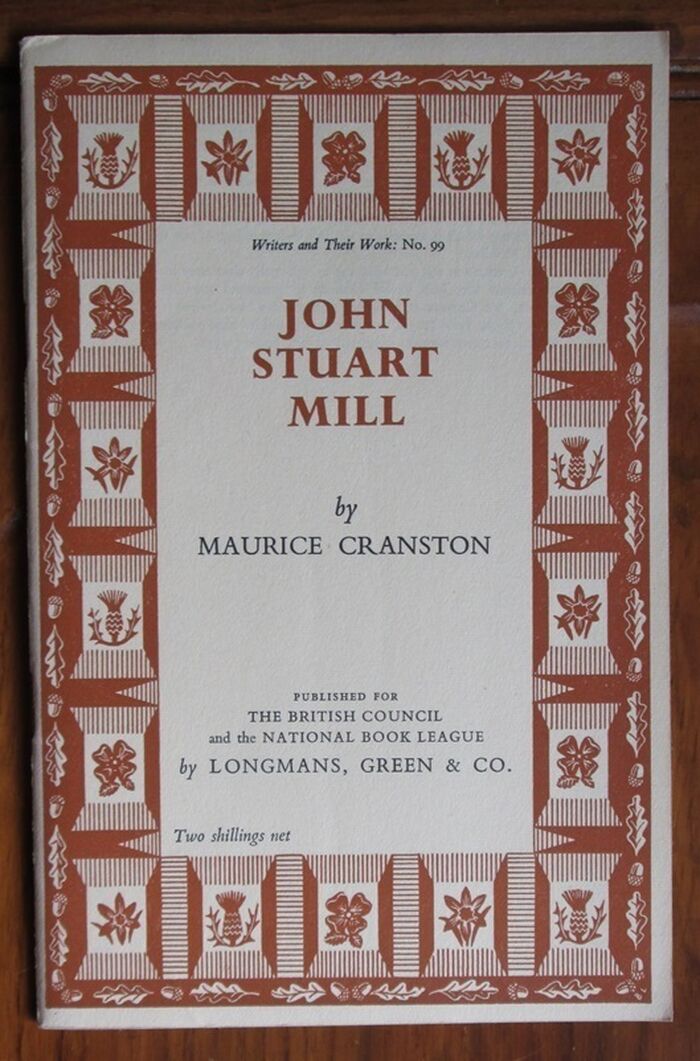 Writers and Their Work: No. 99
JOHN
STUART
MILL
by
MAURICE CRANSTON
PUBLISHED FOR
THE BRITISH COUNCIL
and the NATIONAL BOOK LEAGUE
by LONGMANS, GREEN & CO.
Two shillings net